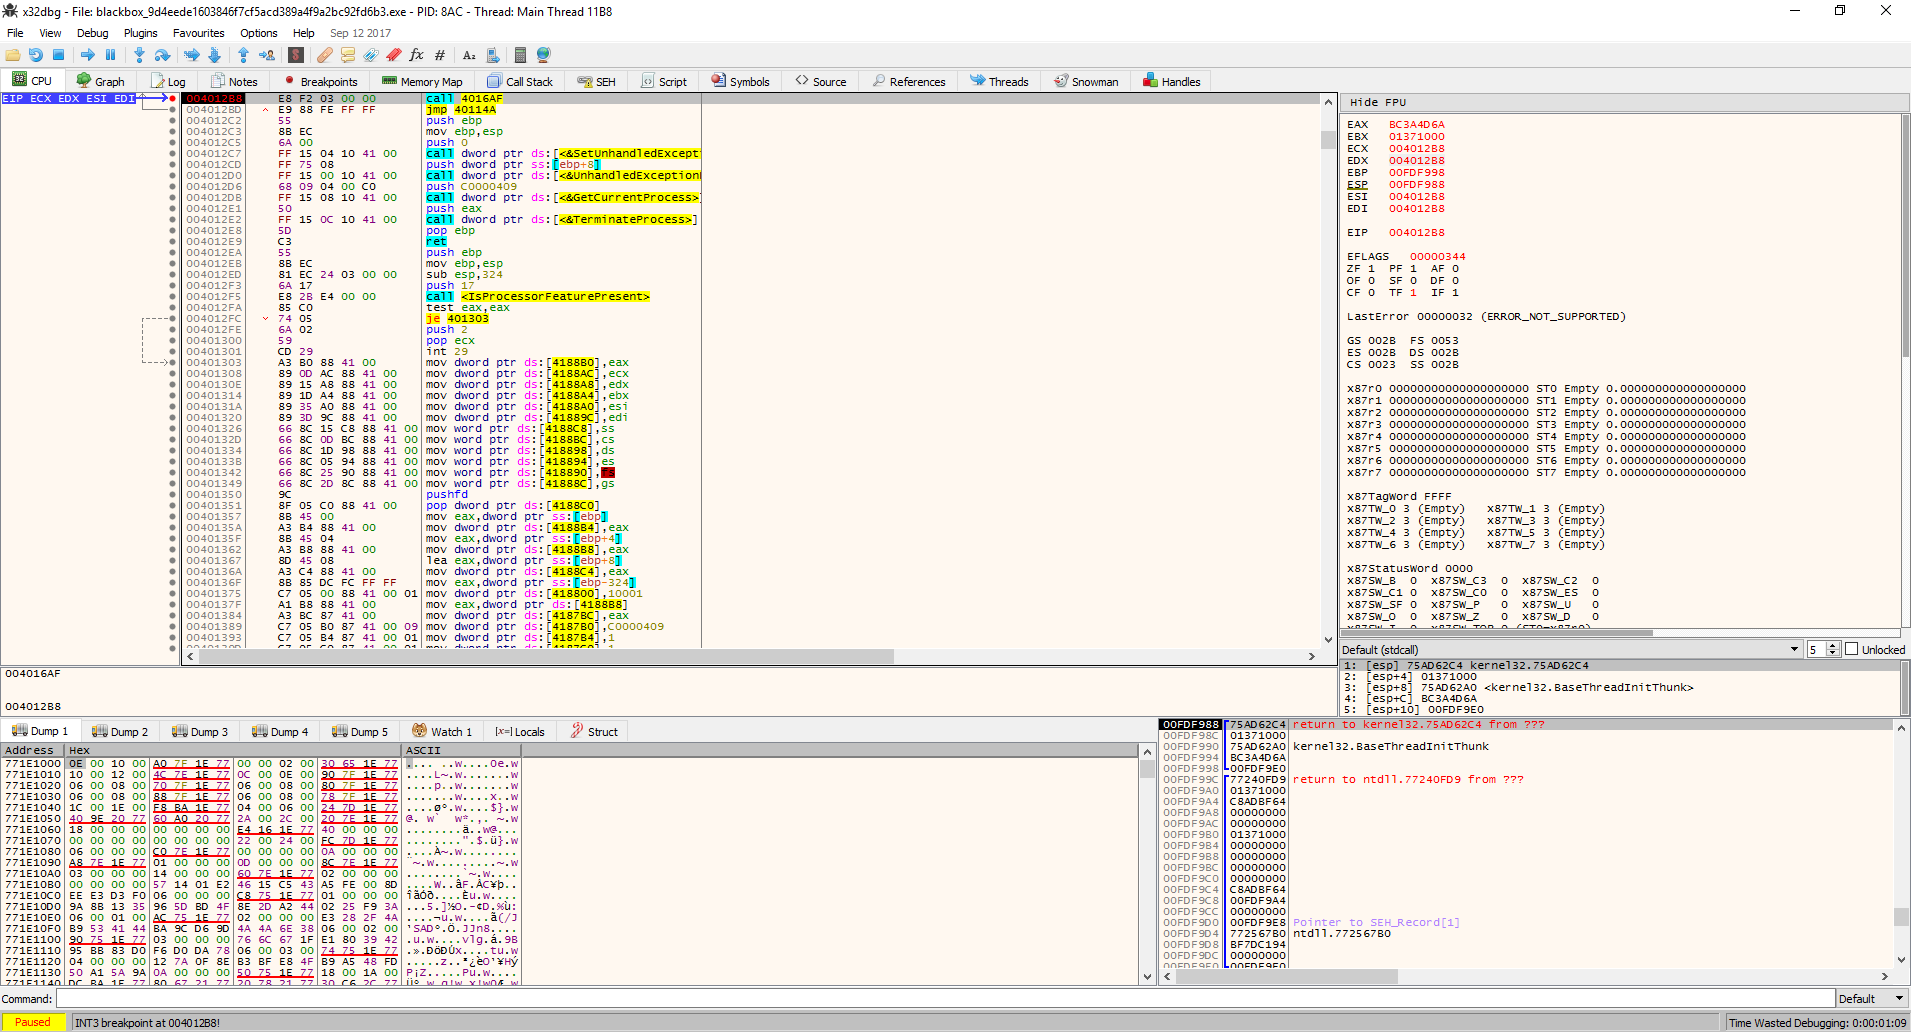 x32dbg - File: blackbox_9d4eede1603846f7cf5acd389a4f9a2bc92fd6b3.exe - PID: 8AC - Thread: Main Thread 11B8
File View Debug Plugins Favourites Options Help Sep 12 2017
CPU Graph Log Notes Breakpoints Memory Map Call Stack SEH Script Symbols Source References Threads Snowman Handles
EIP ECX EDX ESI EDI
004012B8 E8 F2 03 00 00 call 4016AF
004012BD E9 88 FE FF FF jmp 40114A
004012C2 55 push ebp
004012C3 8B EC mov ebp,esp
004012C5 6A 00 push 0
004012C7 FF 15 04 10 41 00 call dword ptr ds:[<&SetUnhandledExcepti
004012CD FF 75 08 push dword ptr ss:[ebp+8]
004012D0 FF 15 00 10 41 00 call dword ptr ds:[<&UnhandledException
004012D6 68 09 04 00 C0 push C0000409
004012DB FF 15 08 10 41 00 call dword ptr ds:[<&GetCurrentProcess>]
004012E1 50 push eax
004012E2 FF 15 0C 10 41 00 call dword ptr ds:[<&TerminateProcess>]
004012E8 5D pop ebp
004012E9 C3 ret
004012EA 55 push ebp
004012EB 8B EC mov ebp,esp
004012ED 81 EC 24 03 00 00 sub esp,324
004012F3 6A 17 push 17
004012F5 E8 2B E4 00 00 call <IsProcessorFeaturePresent>
004012FA 85 C0 test eax,eax
004012FC 74 05 je 401303
004012FE 6A 02 push 2
00401300 59 pop ecx
00401301 CD 29 int 29
00401303 A3 B0 88 41 00 mov dword ptr ds:[4188B0],eax
00401308 89 0D AC 88 41 00 mov dword ptr ds:[4188AC],ecx
0040130E 89 15 A8 88 41 00 mov dword ptr ds:[4188A8],edx
00401314 89 1D A4 88 41 00 mov dword ptr ds:[4188A4],ebx
0040131A 89 35 A0 88 41 00 mov dword ptr ds:[4188A0],esi
00401320 89 3D 9C 88 41 00 mov dword ptr ds:[41889C],edi
00401326 66 8C 15 C8 88 41 00 mov word ptr ds:[4188C8],ss
0040132D 66 8C 0D BC 88 41 00 mov word ptr ds:[4188BC],cs
00401334 66 8C 1D 98 88 41 00 mov word ptr ds:[418898],ds
0040133B 66 8C 05 94 88 41 00 mov word ptr ds:[418894],es
00401342 66 8C 25 90 88 41 00 mov word ptr ds:[418890],fs
00401349 66 8C 2D 8C 88 41 00 mov word ptr ds:[41888C],gs
00401350 9C pushfd
00401351 8F 05 C0 88 41 00 pop dword ptr ds:[4188C0]
00401357 8B 45 00 mov eax,dword ptr ss:[ebp]
0040135A A3 B4 88 41 00 mov dword ptr ds:[4188B4],eax
0040135F 8B 45 04 mov eax,dword ptr ss:[ebp+4]
00401362 A3 B8 88 41 00 mov dword ptr ds:[4188B8],eax
00401367 8D 45 08 lea eax,dword ptr ss:[ebp+8]
0040136A A3 C4 88 41 00 mov dword ptr ds:[4188C4],eax
0040136F 8B 85 DC FC FF FF mov eax,dword ptr ss:[ebp-324]
00401375 C7 05 00 88 41 00 01 mov dword ptr ds:[418800],10001
0040137F A1 B8 88 41 00 mov eax,dword ptr ds:[4188B8]
00401384 A3 BC 87 41 00 mov dword ptr ds:[4187BC],eax
00401389 C7 05 B0 87 41 00 09 mov dword ptr ds:[4187B0],C0000409
00401393 C7 05 B4 87 41 00 01 mov dword ptr ds:[4187B4],1
Hide FPU
EAX BC3A4D6A
EBX 01371000
ECX 004012B8
EDX 004012B8
EBP 00FDF998
ESP 00FDF988
ESI 004012B8
EDI 004012B8
EIP 004012B8
EFLAGS 00000344
ZF 1 PF 1 AF 0
OF 0 SF 0 DF 0
CF 0 TF 1 IF 1
LastError 00000032 (ERROR_NOT_SUPPORTED)
GS 002B FS 0053
ES 002B DS 002B
CS 0023 SS 002B
x87r0 00000000000000000000 ST0 Empty 0.000000000000000000
x87r1 00000000000000000000 ST1 Empty 0.000000000000000000
x87r2 00000000000000000000 ST2 Empty 0.000000000000000000
x87r3 00000000000000000000 ST3 Empty 0.000000000000000000
x87r4 00000000000000000000 ST4 Empty 0.000000000000000000
x87r5 00000000000000000000 ST5 Empty 0.000000000000000000
x87r6 00000000000000000000 ST6 Empty 0.000000000000000000
x87r7 00000000000000000000 ST7 Empty 0.000000000000000000
x87TagWord FFFF
x87TW_0 3 (Empty) x87TW_1 3 (Empty)
x87TW_2 3 (Empty) x87TW_3 3 (Empty)
x87TW_4 3 (Empty) x87TW_5 3 (Empty)
x87TW_6 3 (Empty) x87TW_7 3 (Empty)
x87StatusWord 0000
x87SW_B 0 x87SW_C3 0 x87SW_C2 0
x87SW_C1 0 x87SW_C0 0 x87SW_ES 0
x87SW_SF 0 x87SW_P 0 x87SW_U 0
x87SW_O 0 x87SW_Z 0 x87SW_D 0
Default (stdcall) 5 Unlocked
1: [esp] 75AD62C4 kernel32.75AD62C4
2: [esp+4] 01371000
3: [esp+8] 75AD62A0 <kernel32.BaseThreadInitThunk>
4: [esp+C] BC3A4D6A
5: [esp+10] 00FDF9E0
004016AF
004012B8
Dump 1 Dump 2 Dump 3 Dump 4 Dump 5 Watch 1 [x=] Locals Struct
Address Hex ASCII
771E1000 0E 00 10 00 A0 7F 1E 77 00 00 02 00 30 65 1E 77
771E1010 10 00 12 00 4C 7E 1E 77 0C 00 0E 00 90 7F 1E 77
771E1020 06 00 08 00 70 7F 1E 77 06 00 08 00 80 7F 1E 77
771E1030 06 00 08 00 88 7F 1E 77 06 00 08 00 78 7F 1E 77
771E1040 1C 00 1E 00 F8 BA 1E 77 04 00 06 00 24 7D 1E 77
771E1050 40 9E 20 77 60 A0 20 77 2A 00 2C 00 20 7E 1E 77
771E1060 18 00 00 00 00 00 00 00 E4 16 1E 77 40 00 00 00
771E1070 00 00 00 00 00 00 00 00 22 00 24 00 FC 7D 1E 77
771E1080 06 00 00 00 C0 7E 1E 77 00 00 00 00 0A 00 00 00
771E1090 A8 7E 1E 77 01 00 00 00 0D 00 00 00 8C 7E 1E 77
771E10A0 03 00 00 00 14 00 00 00 60 7E 1E 77 02 00 00 00
771E10B0 00 00 00 00 57 14 01 E2 46 15 C5 43 A5 FE 00 8D
771E10C0 EE E3 D3 F0 06 00 00 00 C8 75 1E 77 01 00 00 00
771E10D0 9A 8B 13 35 96 5D BD 4F 8E 2D A2 44 02 25 F9 3A
771E10E0 06 00 01 00 AC 75 1E 77 02 00 00 00 E3 28 2F 4A
771E10F0 B9 53 41 44 BA 9C D6 9D 4A 4A 6E 38 06 00 02 00
771E1100 90 75 1E 77 03 00 00 00 76 6C 67 1F E1 80 39 42
771E1110 95 BB 83 D0 F6 D0 DA 78 06 00 03 00 74 75 1E 77
771E1120 04 00 00 00 12 7A 0F 8E B3 BF E8 4F B9 A5 48 FD
771E1130 50 A1 5A 9A 0A 00 00 00 50 75 1E 77 18 00 1A 00
00FDF988 75AD62C4 return to kernel32.75AD62C4 from ???
00FDF98C 01371000
00FDF990 75AD62A0 kernel32.BaseThreadInitThunk
00FDF994 BC3A4D6A
00FDF998 00FDF9E0
00FDF99C 77240FD9 return to ntdll.77240FD9 from ???
00FDF9A0 01371000
00FDF9A4 C8ADBF64
00FDF9A8 00000000
00FDF9AC 00000000
00FDF9B0 01371000
00FDF9B4 00000000
00FDF9B8 00000000
00FDF9BC 00000000
00FDF9C0 00000000
00FDF9C4 C8ADBF64
00FDF9C8 00FDF9A4
00FDF9CC 00000000
00FDF9D0 00FDF9E8 Pointer to SEH_Record[1]
00FDF9D4 772567B0 ntdll.772567B0
00FDF9D8 BF7DC194
00FDF9DC 00000000
00FDF9E0 00FDF9F0
Command: Default
Paused INT3 breakpoint at 004012B8! Time Wasted Debugging: 0:00:01:09